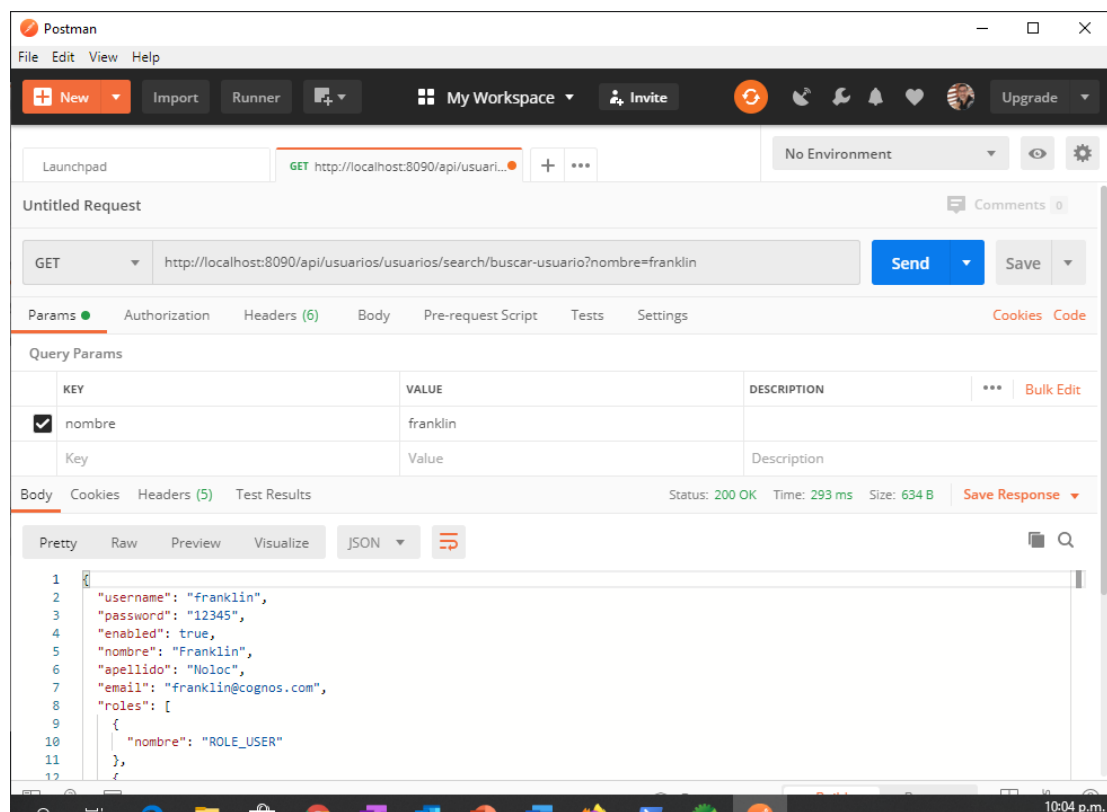 Postman
File Edit View Help
New Import Runner My Workspace Invite Upgrade
Launchpad GET http://localhost:8090/api/usuari... No Environment
Untitled Request Comments 0
GET http://localhost:8090/api/usuarios/usuarios/search/buscar-usuario?nombre=franklin Send Save
Params Authorization Headers (6) Body Pre-request Script Tests Settings Cookies Code
Query Params
KEY VALUE DESCRIPTION Bulk Edit
nombre franklin
Key Value Description
Body Cookies Headers (5) Test Results Status: 200 OK Time: 293 ms Size: 634 B Save Response
Pretty Raw Preview Visualize JSON
1 {
2 "username": "franklin",
3 "password": "12345",
4 "enabled": true,
5 "nombre": "Franklin",
6 "apellido": "Noloc",
7 "email": "franklin@cognos.com",
8 "roles": [
9 {
10 "nombre": "ROLE_USER"
11 },
12 {
10:04 p.m.